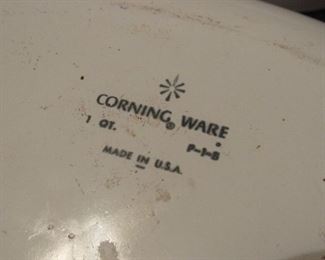 CORNING® WARE
1 QT. P-1-B
MADE IN U.S.A.